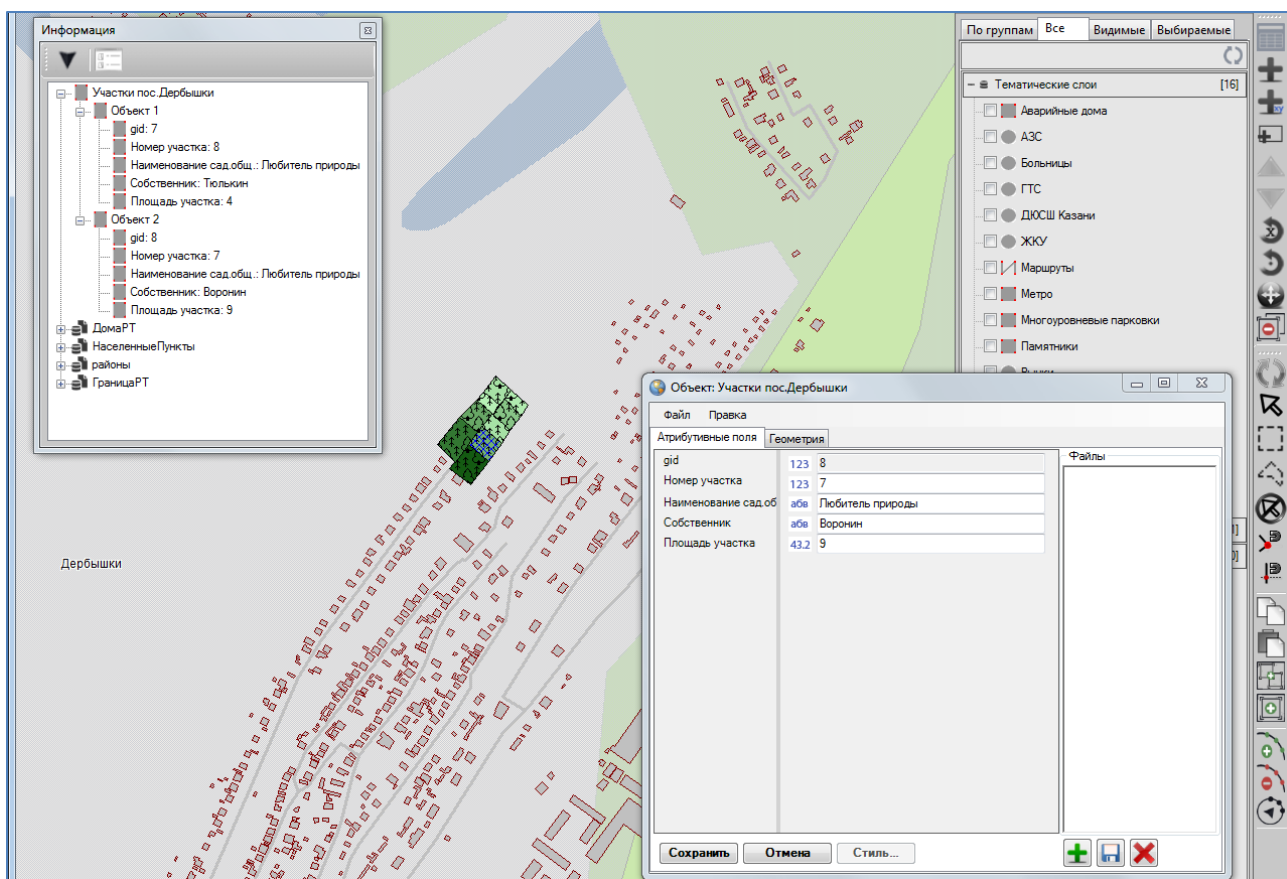 Информация
Участки пос.Дербышки
Объект 1
gid: 7
Номер участка: 8
Наименование сад.общ.: Любитель природы
Собственник: Тюлькин
Площадь участка: 4
Объект 2
gid: 8
Номер участка: 7
Наименование сад.общ.: Любитель природы
Собственник: Воронин
Площадь участка: 9
ДомаРТ
НаселенныеПункты
районы
ГраницаРТ
Дербышки
По группам Все Видимые Выбираемые
Тематические слои [16]
Аварийные дома
АЗС
Больницы
ГТС
ДЮСШ Казани
ЖКУ
Маршруты
Метро
Многоуровневые парковки
Памятники
Объект: Участки пос.Дербышки
Файл Правка
Атрибутивные поля Геометрия
gid 123 8
Номер участка 123 7
Наименование сад.об абв Любитель природы
Собственник абв Воронин
Площадь участка 43.2 9
Файлы
Сохранить Отмена Стиль...